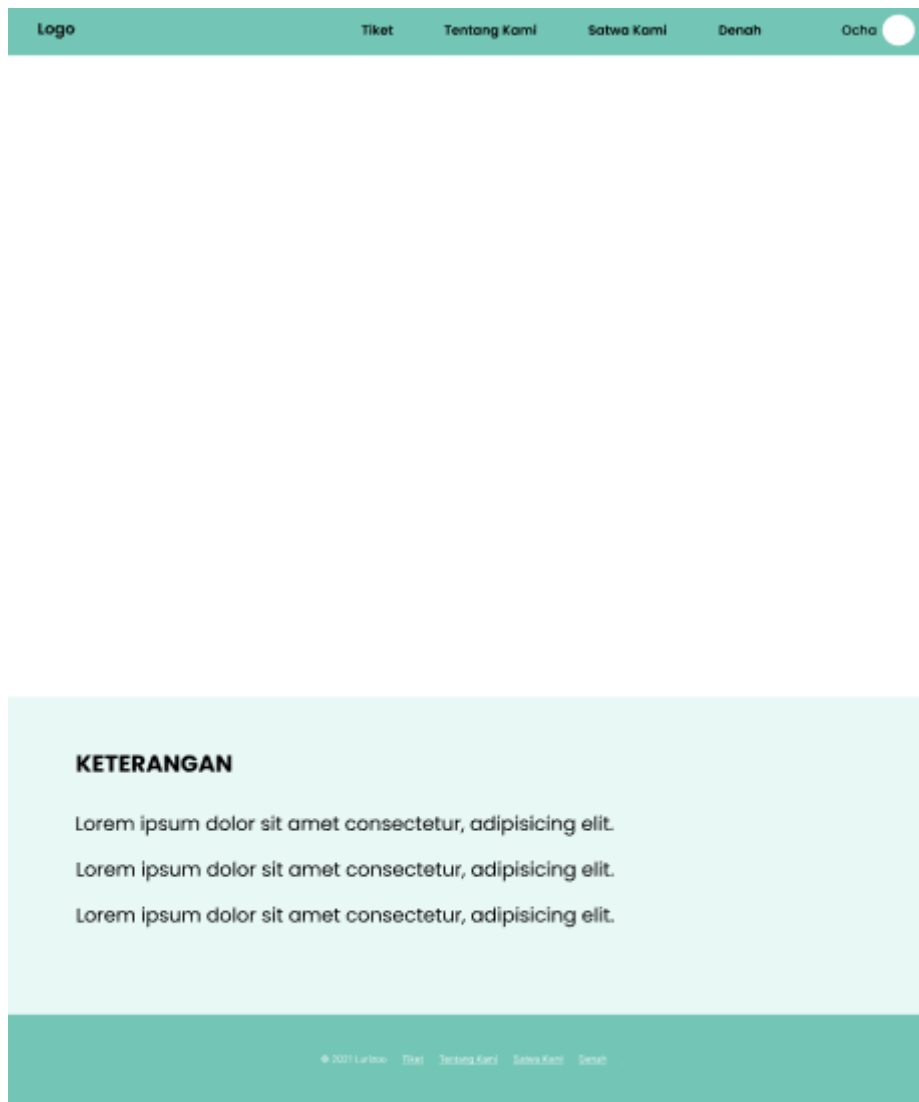 Logo Tiket Tentang Kami Satwa Kami Denah Ocha
KETERANGAN
Lorem ipsum dolor sit amet consectetur, adipisicing elit.
Lorem ipsum dolor sit amet consectetur, adipisicing elit.
Lorem ipsum dolor sit amet consectetur, adipisicing elit.
© 2021 Tiket Tentang Kami Satwa Kami Denah